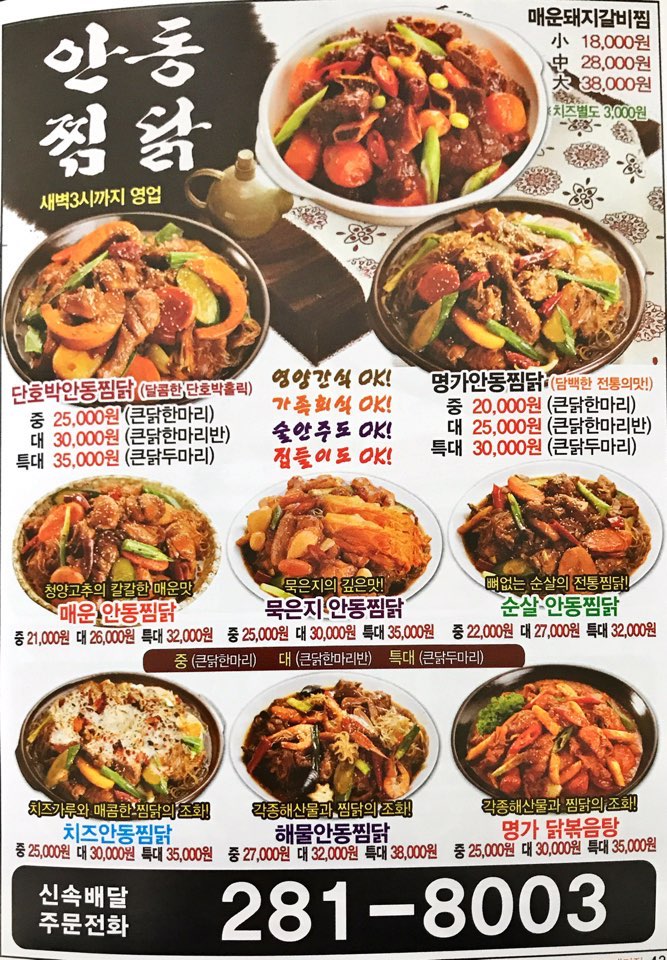 안동
찜닭
새벽3시까지 영업
매운돼지갈비찜
小 18,000원
中 28,000원
大 38,000원
치즈별도 3,000원
단호박안동찜닭 (달콤한 단호박홀릭)
중 25,000원 (큰닭한마리)
대 30,000원 (큰닭한마리반)
특대 35,000원 (큰닭두마리)
영양간식 OK!
가족회식 OK!
술안주도 OK!
집들이도 OK!
명가안동찜닭 (담백한 전통의맛!)
중 20,000원 (큰닭한마리)
대 25,000원 (큰닭한마리반)
특대 30,000원 (큰닭두마리)
청양고추의 칼칼한 매운맛
매운 안동찜닭
중 21,000원 대 26,000원 특대 32,000원
묵은지의 깊은맛!
묵은지 안동찜닭
중 25,000원 대 30,000원 특대 35,000원
뼈없는 순살의 전통찜닭!
순살 안동찜닭
중 22,000원 대 27,000원 특대 32,000원
중 (큰닭한마리) 대 (큰닭한마리반) 특대 (큰닭두마리)
치즈가루와 매콤한 찜닭의 조화!
치즈안동찜닭
중 25,000원 대 30,000원 특대 35,000원
각종해산물과 찜닭의 조화!
해물안동찜닭
중 27,000원 대 32,000원 특대 38,000원
각종해산물과 찜닭의 조화!
명가 닭볶음탕
중 25,000원 대 30,000원 특대 35,000원
신속배달
주문전화
281-8003